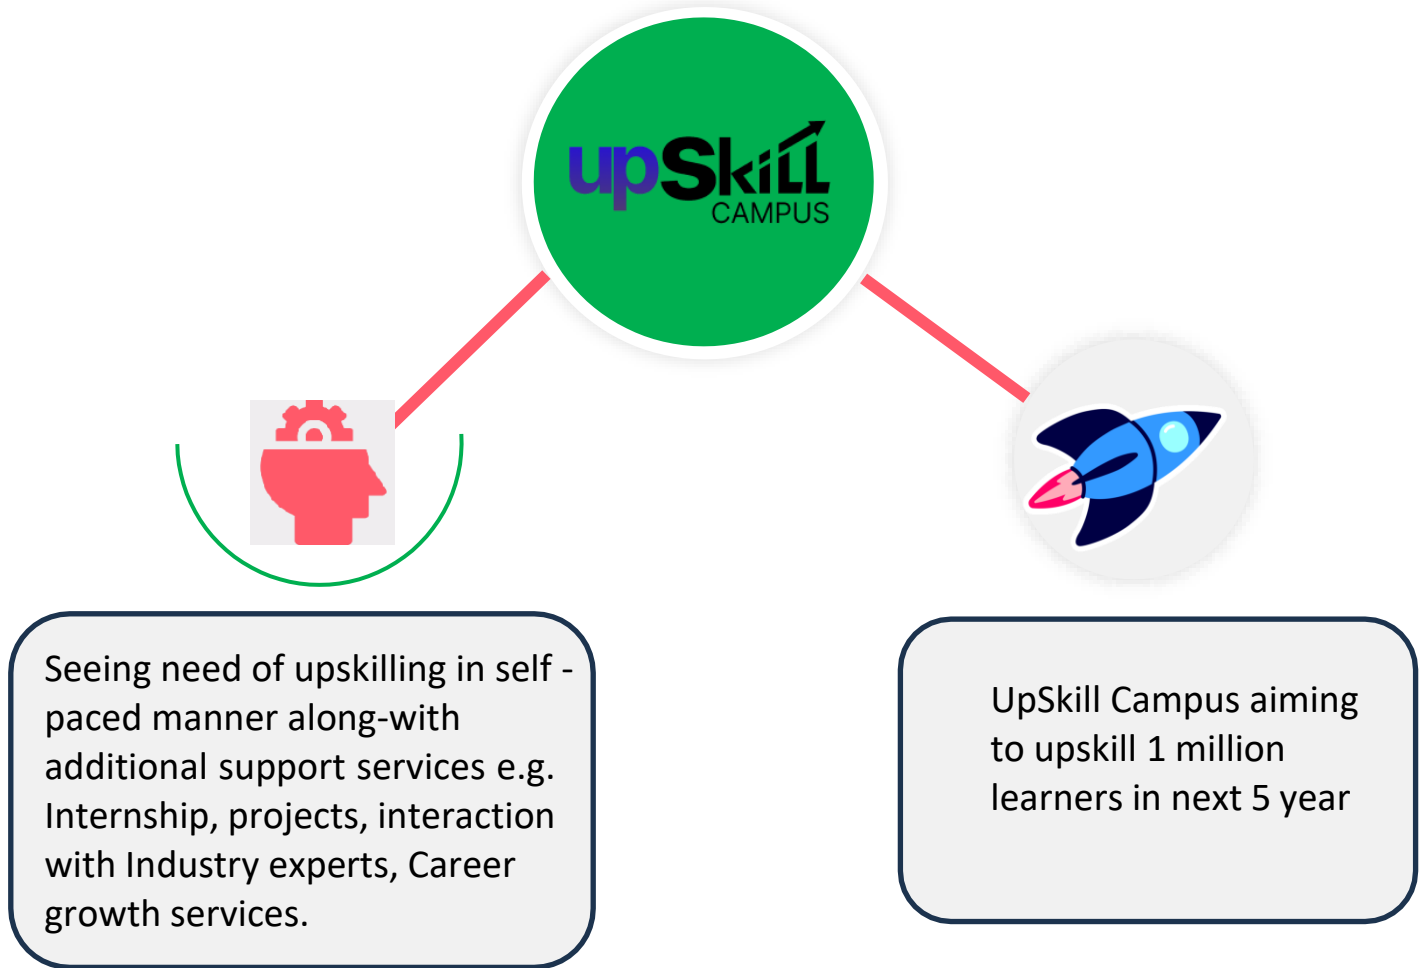 upSkill
CAMPUS
Seeing need of upskilling in self -
paced manner along-with
additional support services e.g.
Internship, projects, interaction
with Industry experts, Career
growth services.
UpSkill Campus aiming
to upskill 1 million
learners in next 5 year